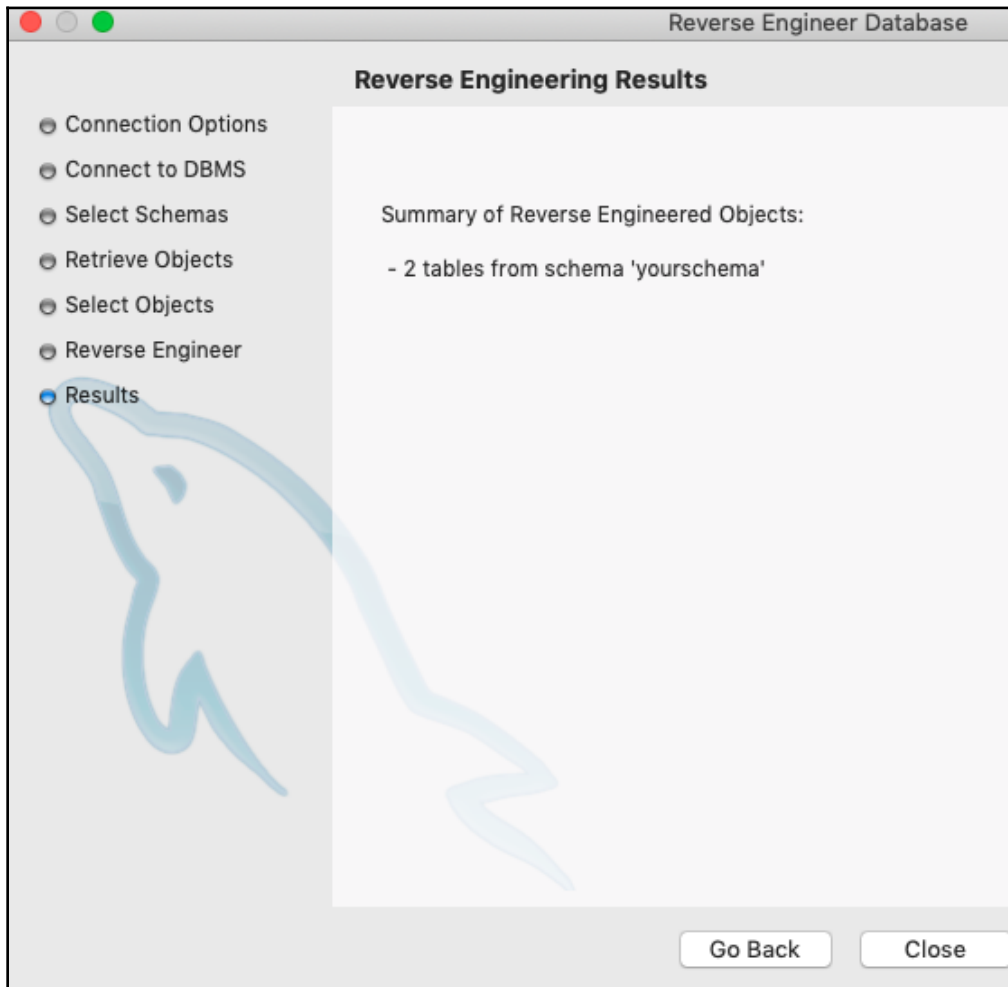 Reverse Engineer Database
Reverse Engineering Results
Connection Options
Connect to DBMS
Select Schemas
Retrieve Objects
Select Objects
Reverse Engineer
Results
Summary of Reverse Engineered Objects:
- 2 tables from schema 'yourschema'
Go Back
Close